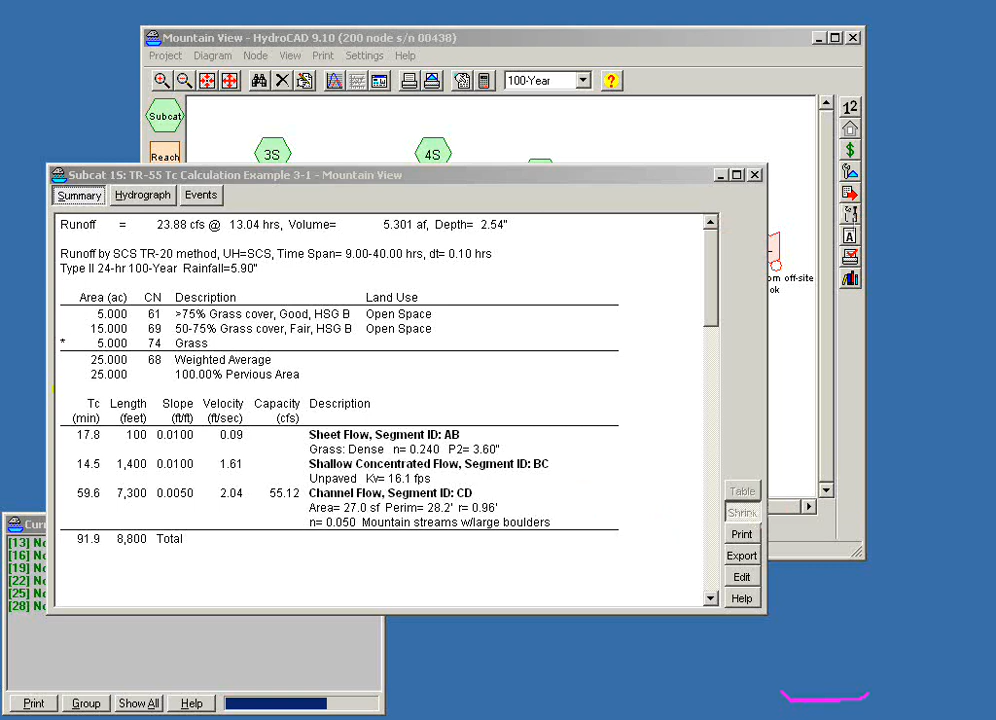 Mountain View - HydroCAD 9.10 (200 node s/n 00438)
Project Diagram Node View Print Settings Help
100-Year ?
Subcat
Reach
3S 4S
12
$
A
om off-site
ok
Subcat 1S: TR-55 Tc Calculation Example 3-1 - Mountain View
Summary Hydrograph Events
Runoff = 23.88 cfs @ 13.04 hrs, Volume= 5.301 af, Depth= 2.54"
Runoff by SCS TR-20 method, UH=SCS, Time Span= 9.00-40.00 hrs, dt= 0.10 hrs
Type II 24-hr 100-Year Rainfall=5.90"
Area (ac) CN Description Land Use
5.000 61 >75% Grass cover, Good, HSG B Open Space
15.000 69 50-75% Grass cover, Fair, HSG B Open Space
* 5.000 74 Grass
25.000 68 Weighted Average
25.000 100.00% Pervious Area
Tc Length Slope Velocity Capacity Description
(min) (feet) (ft/ft) (ft/sec) (cfs)
17.8 100 0.0100 0.09 Sheet Flow, Segment ID: AB
Grass: Dense n= 0.240 P2= 3.60"
14.5 1,400 0.0100 1.61 Shallow Concentrated Flow, Segment ID: BC
Unpaved Kv= 16.1 fps
59.6 7,300 0.0050 2.04 55.12 Channel Flow, Segment ID: CD
Area= 27.0 sf Perim= 28.2' r= 0.96'
n= 0.050 Mountain streams w/large boulders
91.9 8,800 Total
Table
Shrink
Print
Export
Edit
Help
Curr
[13] No
[16] No
[19] No
[22] No
[25] No
[28] No
Print Group Show All Help